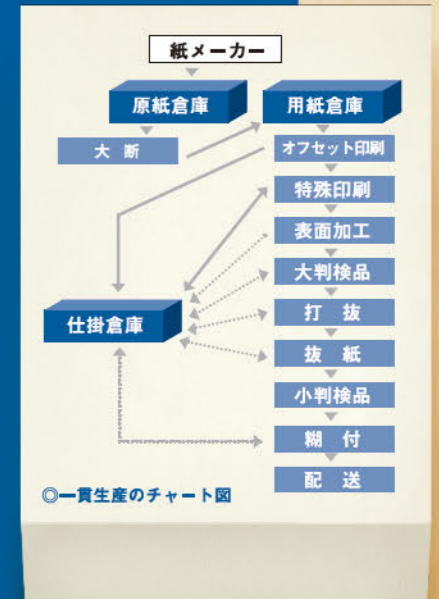 紙メーカー
原紙倉庫
用紙倉庫
大 断
オフセット印刷
特殊印刷
表面加工
大判検品
仕掛倉庫
打 抜
抜 紙
小判検品
糊 付
配 送
◎一貫生産のチャート図